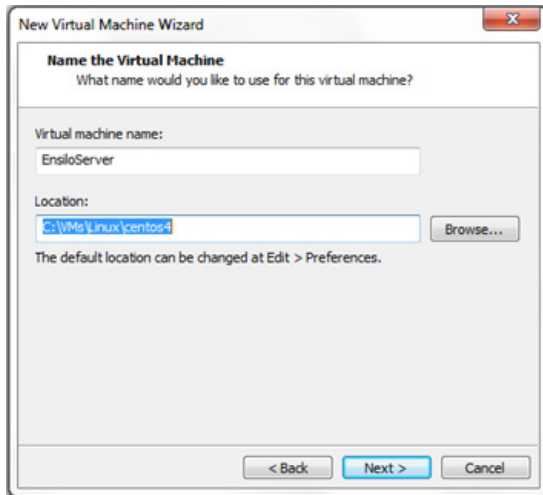 New Virtual Machine Wizard
Name the Virtual Machine
What name would you like to use for this virtual machine?
Virtual machine name:
EnsiloServer
Location:
C:\VMs\Linux\centos4
Browse...
The default location can be changed at Edit > Preferences.
< Back Next > Cancel